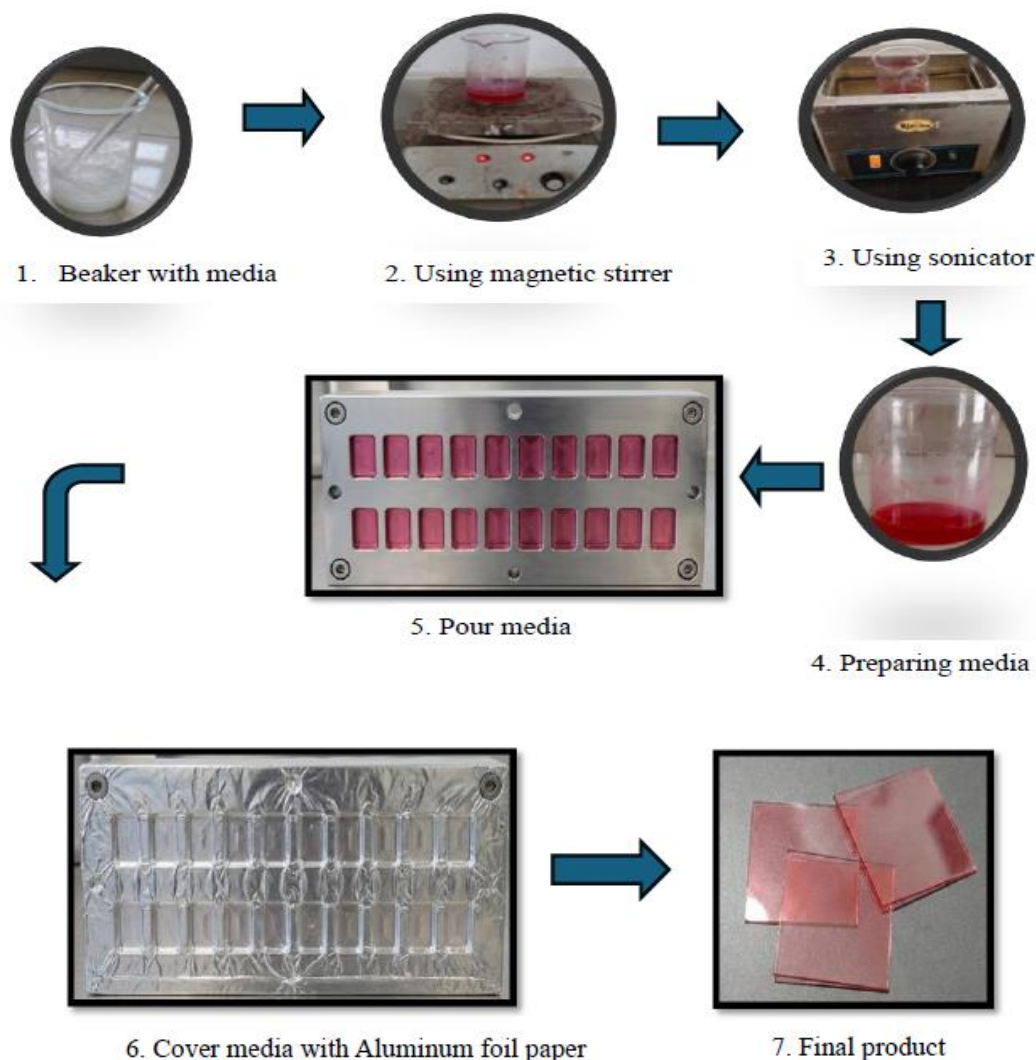 1. Beaker with media
2. Using magnetic stirrer
3. Using sonicator
4. Preparing media
5. Pour media
6. Cover media with Aluminum foil paper
7. Final product